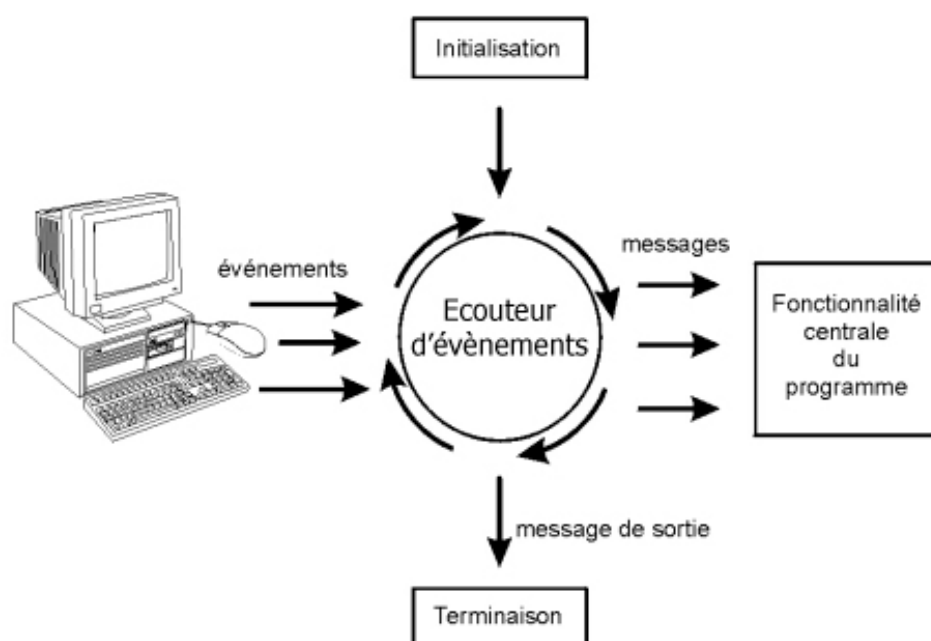 Initialisation
événements
Ecouteur
d'évènements
messages
Fonctionnalité
centrale
du
programme
message de sortie
Terminaison